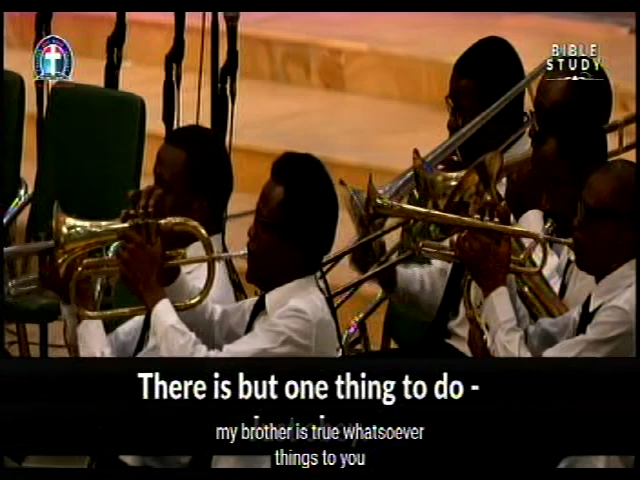 BIBLE
STUDY
There is but one thing to do -
my brother is true whatsoever
things to you